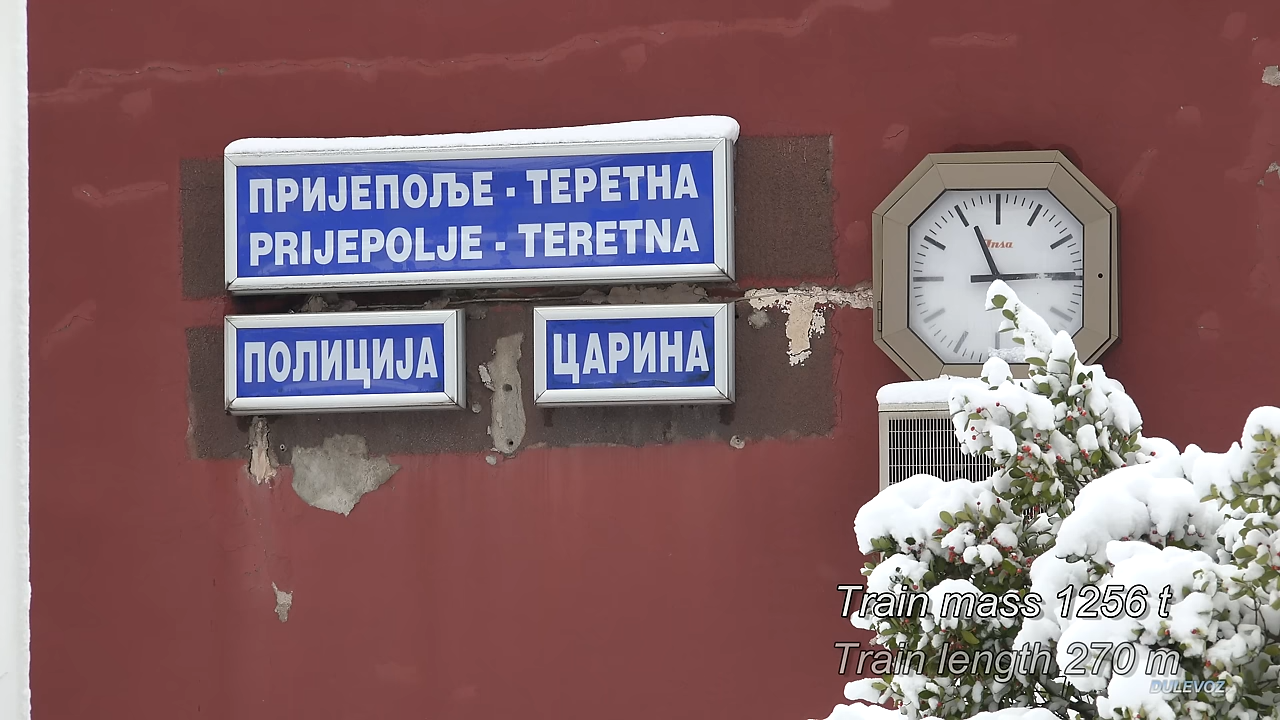 ПРИЈЕПОЉЕ - ТЕРЕТНА
PRIJEPOLJE - TERETNA
ПОЛИЦИЈА
ЦАРИНА
Insa
Train mass 1256 t
Train length 270 m
DULEVOZ